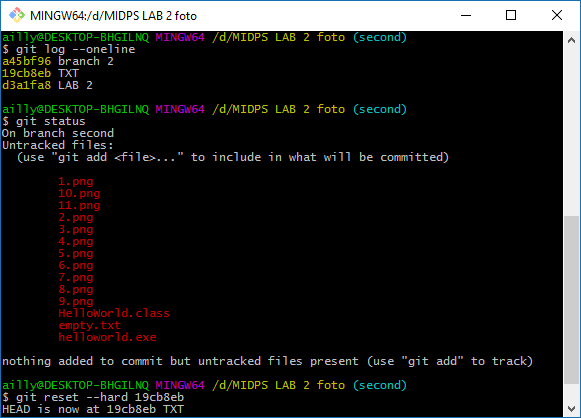 MINGW64:/d/MIDPS LAB 2 foto
ailly@DESKTOP-BHGILNQ MINGW64 /d/MIDPS LAB 2 foto (second)
$ git log --oneline
a45bf96 branch 2
19cb8eb TXT
d3a1fa8 LAB 2
ailly@DESKTOP-BHGILNQ MINGW64 /d/MIDPS LAB 2 foto (second)
$ git status
On branch second
Untracked files:
  (use "git add <file>..." to include in what will be committed)
        1.png
        10.png
        11.png
        2.png
        3.png
        4.png
        5.png
        6.png
        7.png
        8.png
        9.png
        HelloWorld.class
        empty.txt
        helloworld.exe
nothing added to commit but untracked files present (use "git add" to track)
ailly@DESKTOP-BHGILNQ MINGW64 /d/MIDPS LAB 2 foto (second)
$ git reset --hard 19cb8eb
HEAD is now at 19cb8eb TXT